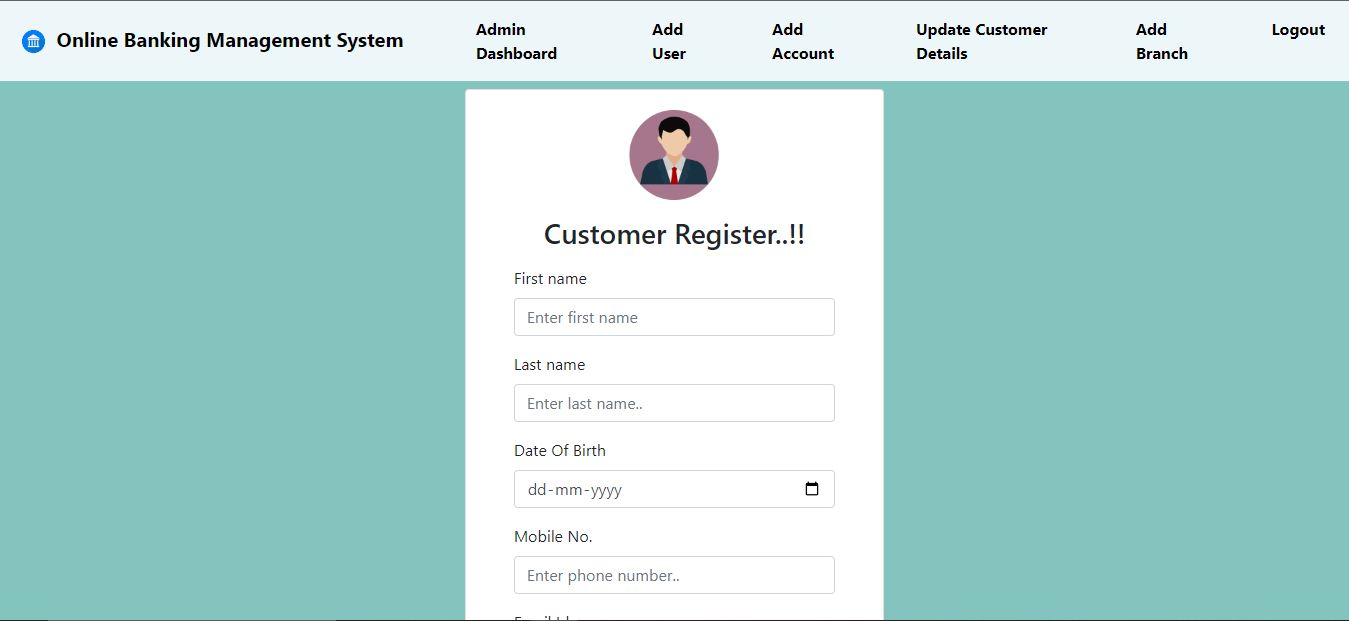 Online Banking Management System
Admin
Dashboard
Add
User
Add
Account
Update Customer
Details
Add
Branch
Logout
Customer Register..!!
First name
Enter first name
Last name
Enter last name..
Date Of Birth
dd-mm-yyyy
Mobile No.
Enter phone number..